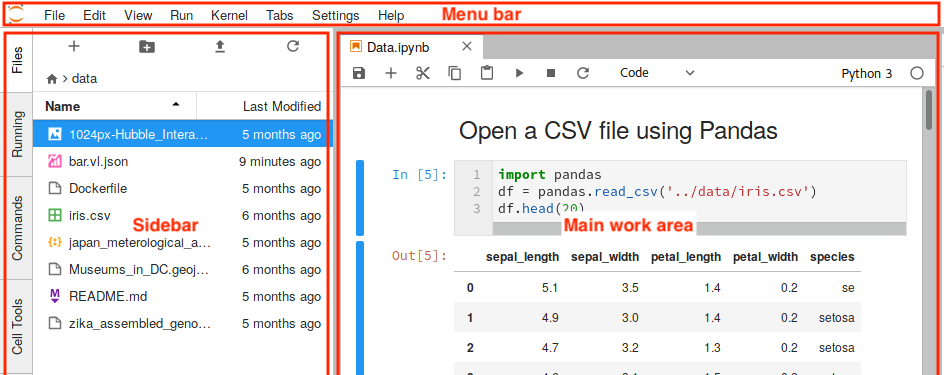 File Edit View Run Kernel Tabs Settings Help Menu bar
Files
Running
Commands
Cell Tools
data
Name Last Modified
1024px-Hubble_Intera... 5 months ago
bar.vl.json 9 minutes ago
Dockerfile 5 months ago
iris.csv 6 months ago
Sidebar
japan_meterological_a... 5 months ago
Museums_in_DC.geoj... 6 months ago
README.md 5 months ago
zika_assembled_geno... 5 months ago
Data.ipynb
Code Python 3
Open a CSV file using Pandas
In [5]: 1 import pandas
2 df = pandas.read_csv('../data/iris.csv')
3 df.head(20)
Main work area
Out[5]: sepal_length sepal_width petal_length petal_width species
0 5.1 3.5 1.4 0.2 se
1 4.9 3.0 1.4 0.2 setosa
2 4.7 3.2 1.3 0.2 setosa